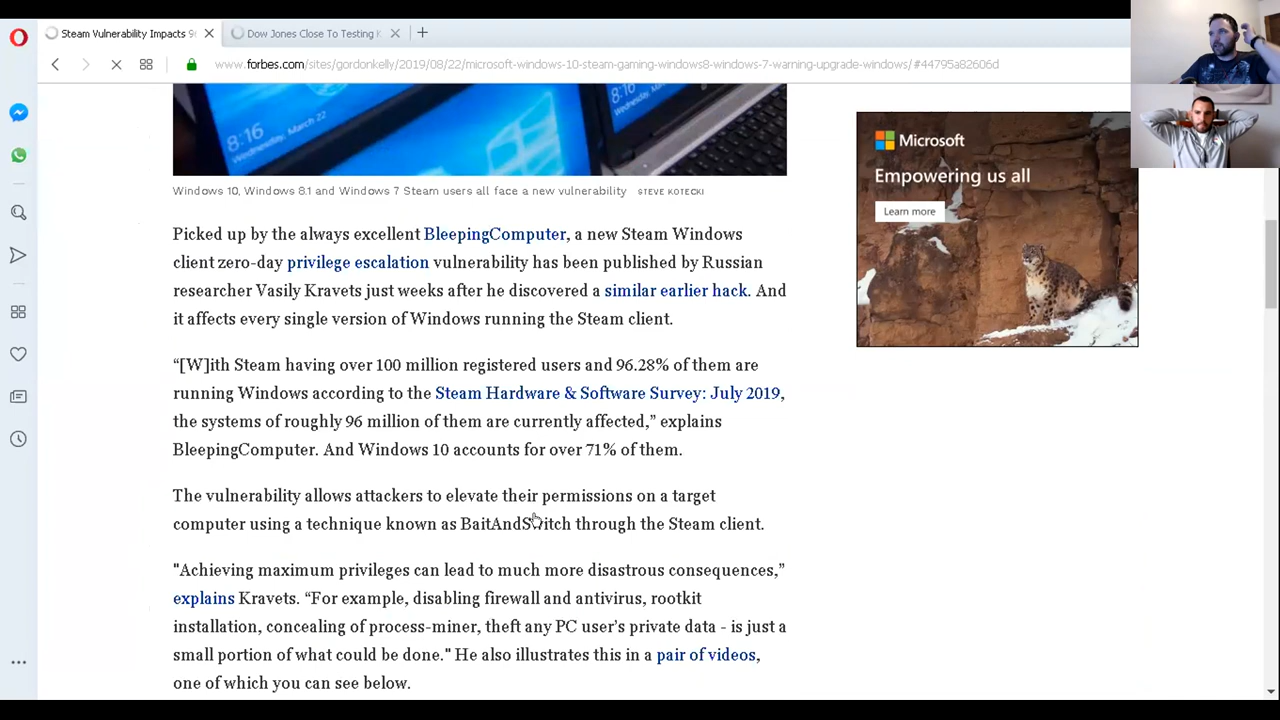 Steam Vulnerability Impacts 9
Dow Jones Close To Testing
www.forbes.com/sites/gordonkelly/2019/08/22/microsoft-windows-10-steam-gaming-windows8-windows-7-warning-upgrade-windows/#44795a82606d
8:16
Wednesday, March 22
8:16
Wednesday, March 22
Microsoft
Empowering us all
Learn more
Windows 10, Windows 8.1 and Windows 7 Steam users all face a new vulnerability STEVE KOTECKI
Picked up by the always excellent BleepingComputer, a new Steam Windows
client zero-day privilege escalation vulnerability has been published by Russian
researcher Vasily Kravets just weeks after he discovered a similar earlier hack. And
it affects every single version of Windows running the Steam client.
“[W]ith Steam having over 100 million registered users and 96.28% of them are
running Windows according to the Steam Hardware & Software Survey: July 2019,
the systems of roughly 96 million of them are currently affected,” explains
BleepingComputer. And Windows 10 accounts for over 71% of them.
The vulnerability allows attackers to elevate their permissions on a target
computer using a technique known as BaitAndSwitch through the Steam client.
"Achieving maximum privileges can lead to much more disastrous consequences,”
explains Kravets. “For example, disabling firewall and antivirus, rootkit
installation, concealing of process-miner, theft any PC user’s private data - is just a
small portion of what could be done." He also illustrates this in a pair of videos,
one of which you can see below.